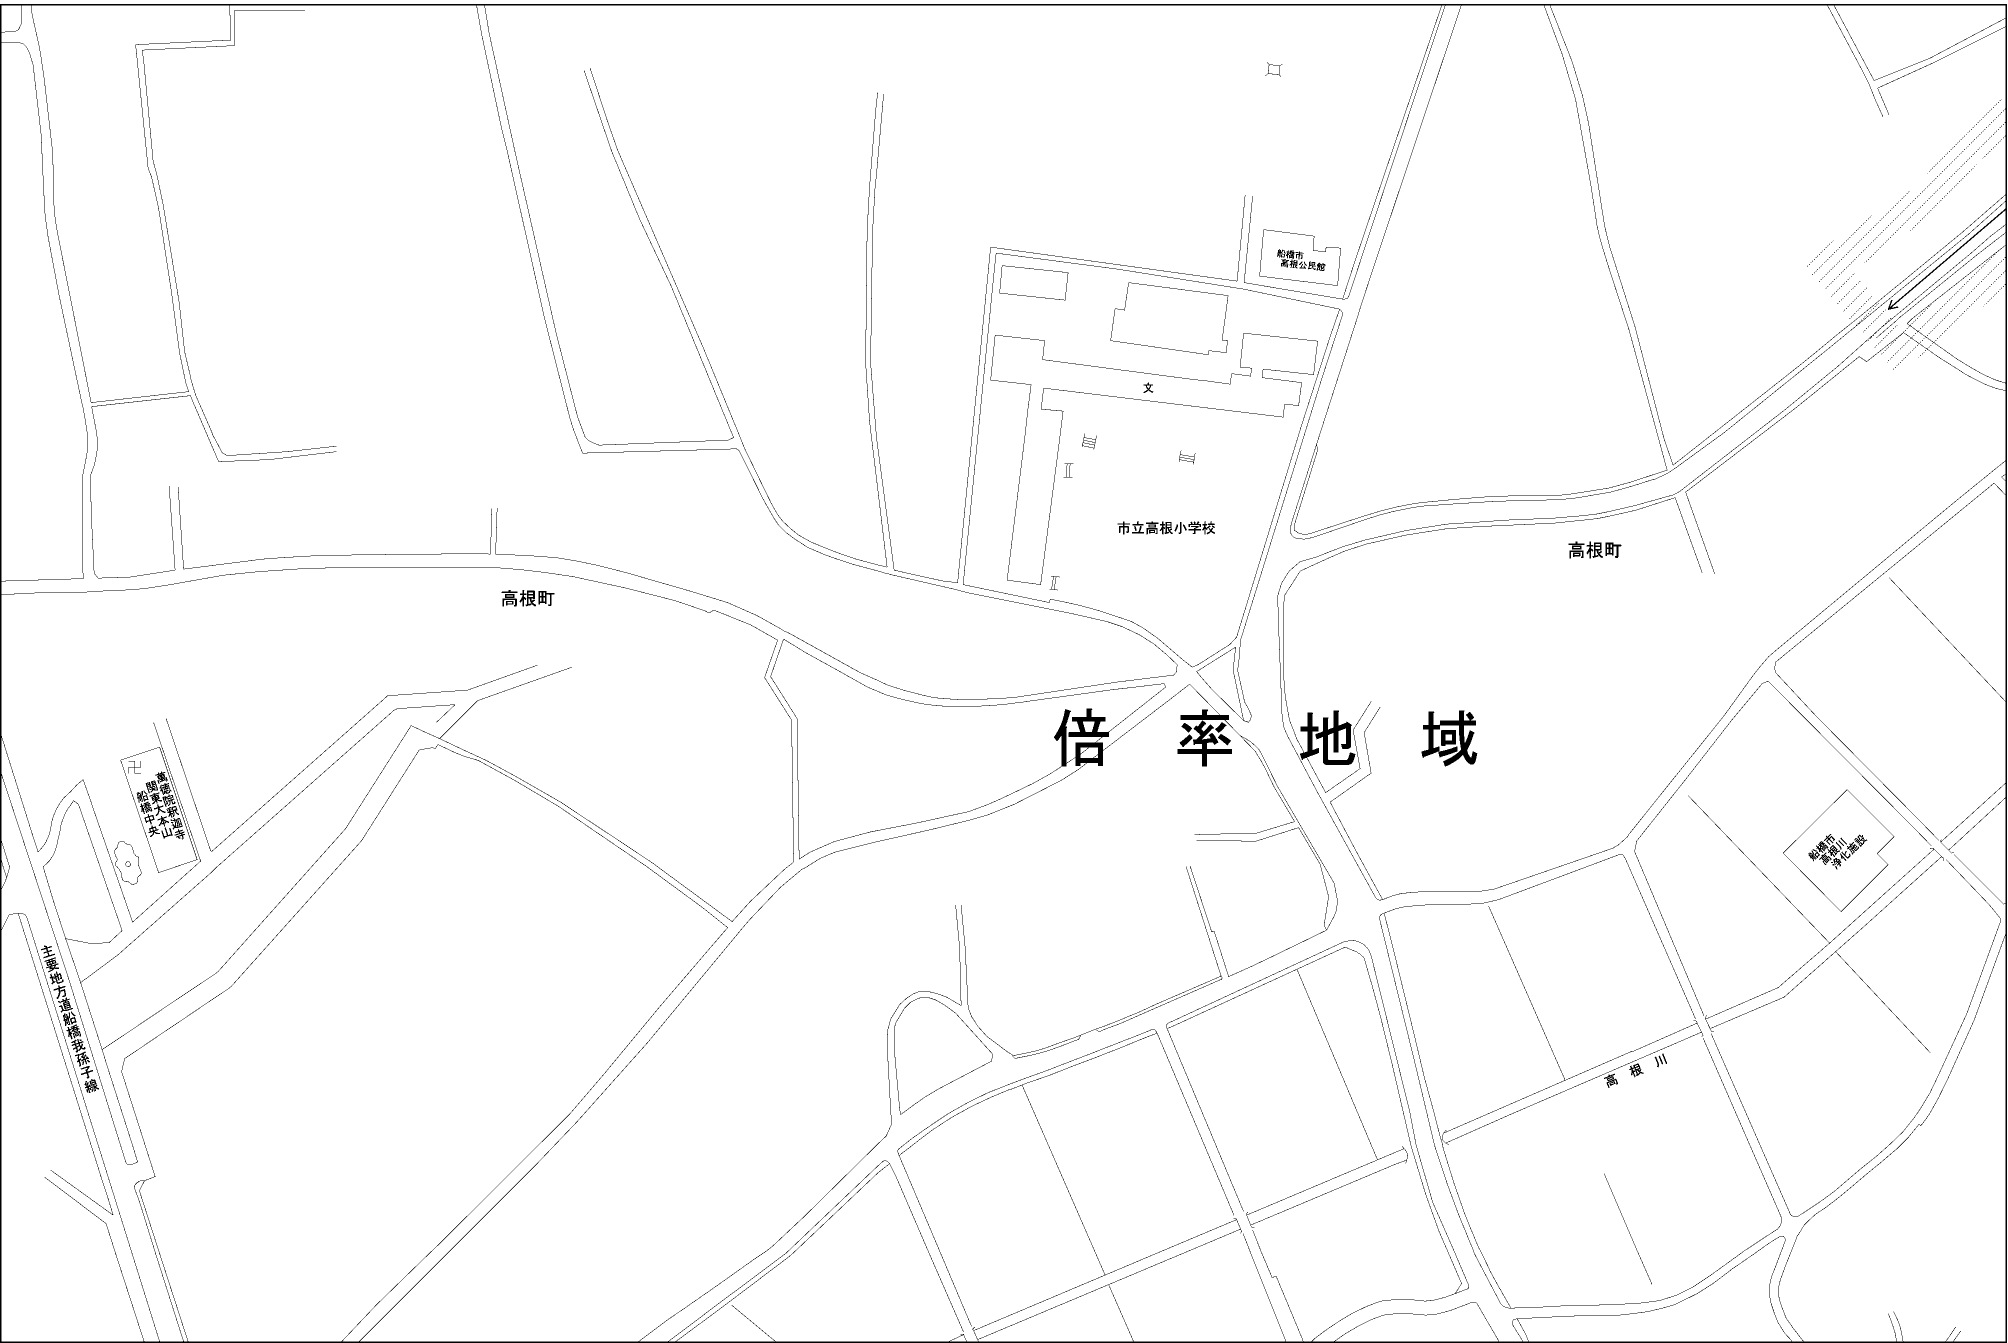 船橋市
高根公民館
文
市立高根小学校
高根町
高根町
倍率地域
萬徳院釈迦寺
関東大本山
船橋中央
船橋市
高根川
浄化施設
主要地方道船橋我孫子線
高根川